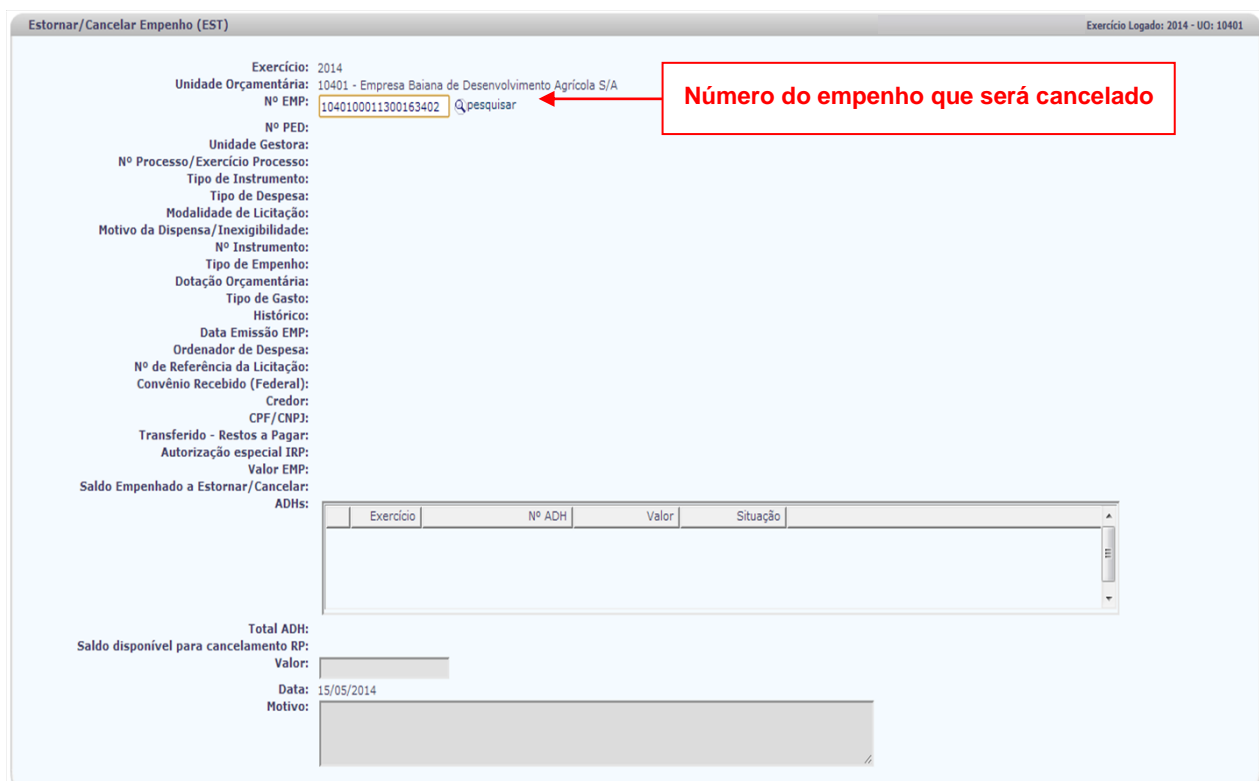 Estornar/Cancelar Empenho (EST) Exercício Logado: 2014 - UO: 10401
Exercício: 2014
Unidade Orçamentária: 10401 - Empresa Baiana de Desenvolvimento Agrícola S/A
Nº EMP: 1040100011300163402 pesquisar
Número do empenho que será cancelado
Nº PED:
Unidade Gestora:
Nº Processo/Exercício Processo:
Tipo de Instrumento:
Tipo de Despesa:
Modalidade de Licitação:
Motivo da Dispensa/Inexigibilidade:
Nº Instrumento:
Tipo de Empenho:
Dotação Orçamentária:
Tipo de Gasto:
Histórico:
Data Emissão EMP:
Ordenador de Despesa:
Nº de Referência da Licitação:
Convênio Recebido (Federal):
Credor:
CPF/CNPJ:
Transferido - Restos a Pagar:
Autorização especial IRP:
Valor EMP:
Saldo Empenhado a Estornar/Cancelar:
ADHs:
Exercício Nº ADH Valor Situação
Total ADH:
Saldo disponível para cancelamento RP:
Valor:
Data: 15/05/2014
Motivo: